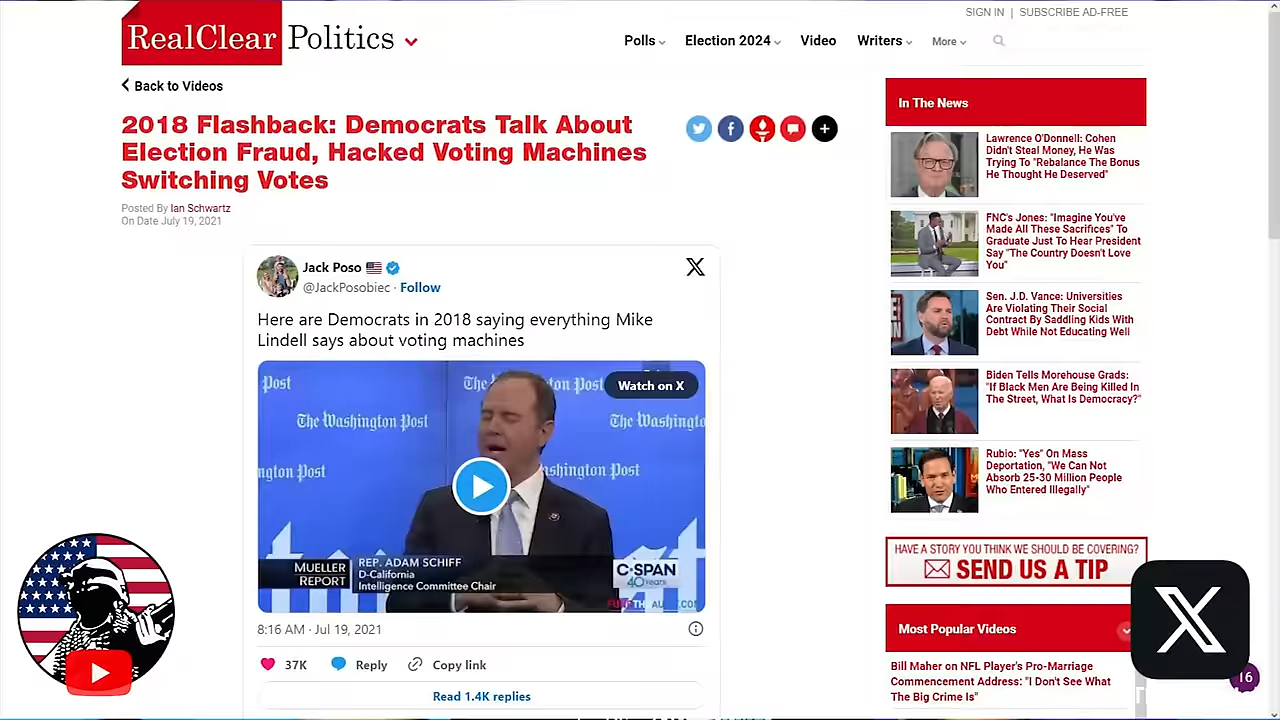 SIGN IN | SUBSCRIBE AD-FREE
RealClear Politics
Polls
Election 2024
Video
Writers
More
Back to Videos
2018 Flashback: Democrats Talk About
Election Fraud, Hacked Voting Machines
Switching Votes
Posted By Ian Schwartz
On Date July 19, 2021
Jack Poso
@JackPosobiec · Follow
Here are Democrats in 2018 saying everything Mike
Lindell says about voting machines
Watch on X
Post
The Washington Post
MUELLER
REPORT
REP. ADAM SCHIFF
D-California
Intelligence Committee Chair
C·SPAN
40 Years
8:16 AM · Jul 19, 2021
37K
Reply
Copy link
Read 1.4K replies
In The News
Lawrence O'Donnell: Cohen
Didn't Steal Money, He Was
Trying To "Rebalance The Bonus
He Thought He Deserved"
FNC's Jones: "Imagine You've
Made All These Sacrifices" To
Graduate Just To Hear President
Say "The Country Doesn't Love
You"
Sen. J.D. Vance: Universities
Are Violating Their Social
Contract By Saddling Kids With
Debt While Not Educating Well
Biden Tells Morehouse Grads:
"If Black Men Are Being Killed In
The Street, What Is Democracy?"
Rubio: "Yes" On Mass
Deportation, "We Can Not
Absorb 25-30 Million People
Who Entered Illegally"
HAVE A STORY YOU THINK WE SHOULD BE COVERING?
SEND US A TIP
Most Popular Videos
Bill Maher on NFL Player's Pro-Marriage
Commencement Address: "I Don't See What
The Big Crime Is"
16